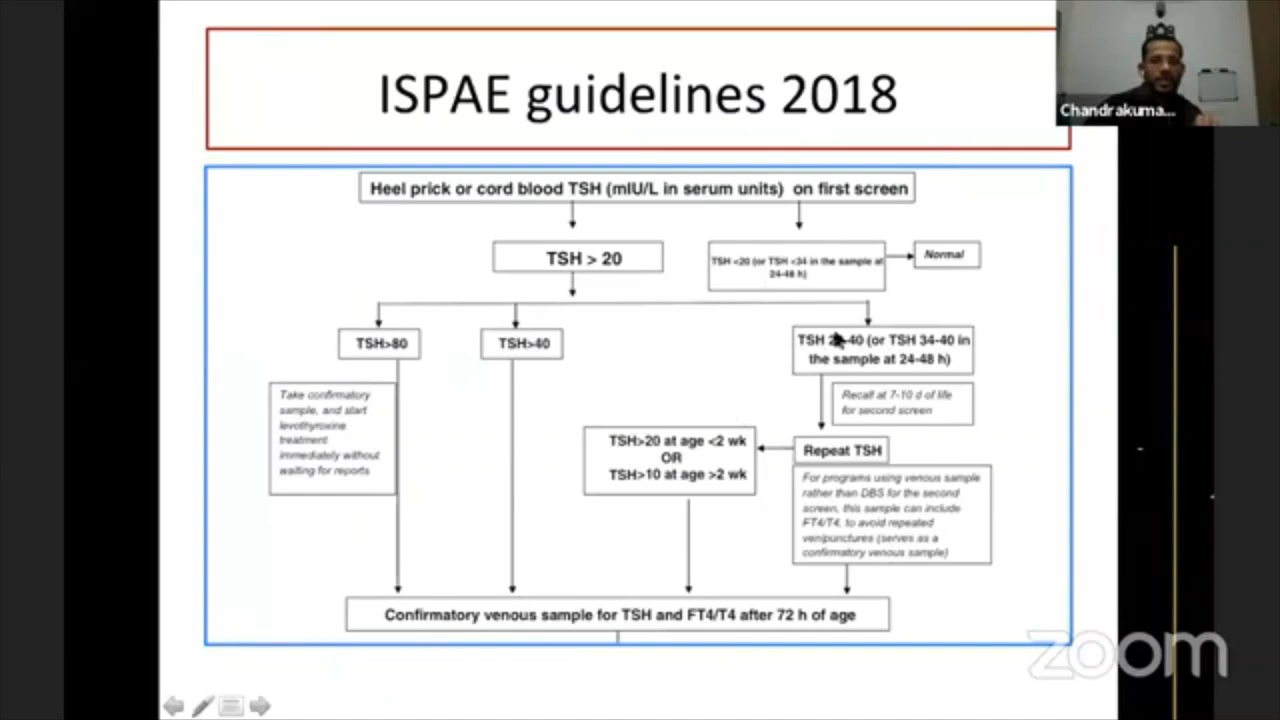 ISPAE guidelines 2018
Chandrakuma...
Heel prick or cord blood TSH (mIU/L in serum units) on first screen
TSH > 20
TSH <20 (or TSH <34 in the sample at
24-48 h)
Normal
TSH>80
TSH>40
TSH -40 (or TSH 34-40 in
the sample at 24-48 h)
Take confirmatory
sample, and start
levothyroxine
treatment
immediately without
waiting for reports
Recall at 7-10 d of life
for second screen
TSH>20 at age <2 wk
OR
TSH>10 at age >2 wk
Repeat TSH
For programs using venous sample
rather than DBS for the second
screen, this sample can include
FT4/T4, to avoid repeated
venipunctures (serves as a
confirmatory venous sample)
Confirmatory venous sample for TSH and FT4/T4 after 72 h of age
zoom